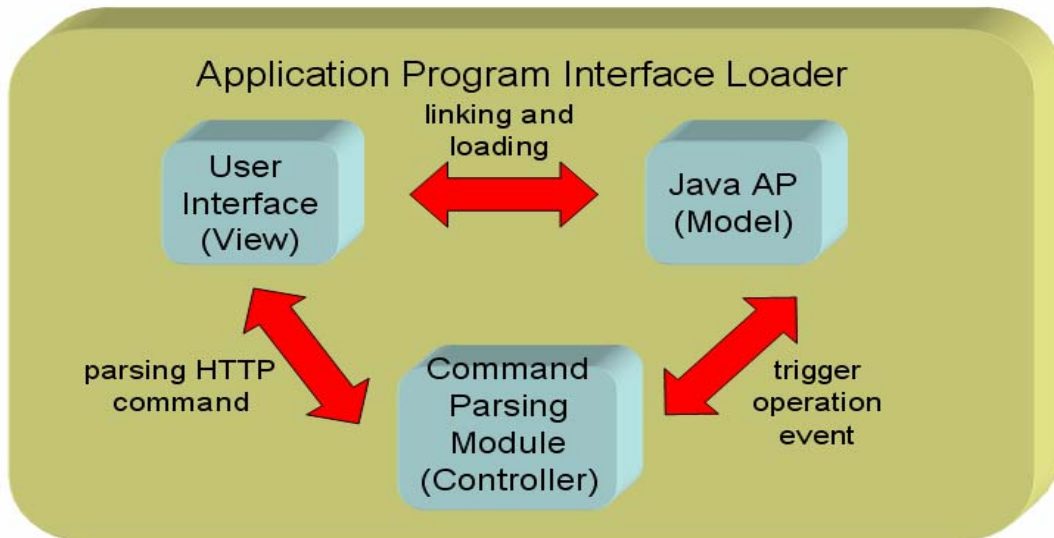 Application Program Interface Loader
linking and
loading
User
Interface
(View)
Java AP
(Model)
parsing HTTP
command
Command
Parsing
Module
(Controller)
trigger
operation
event